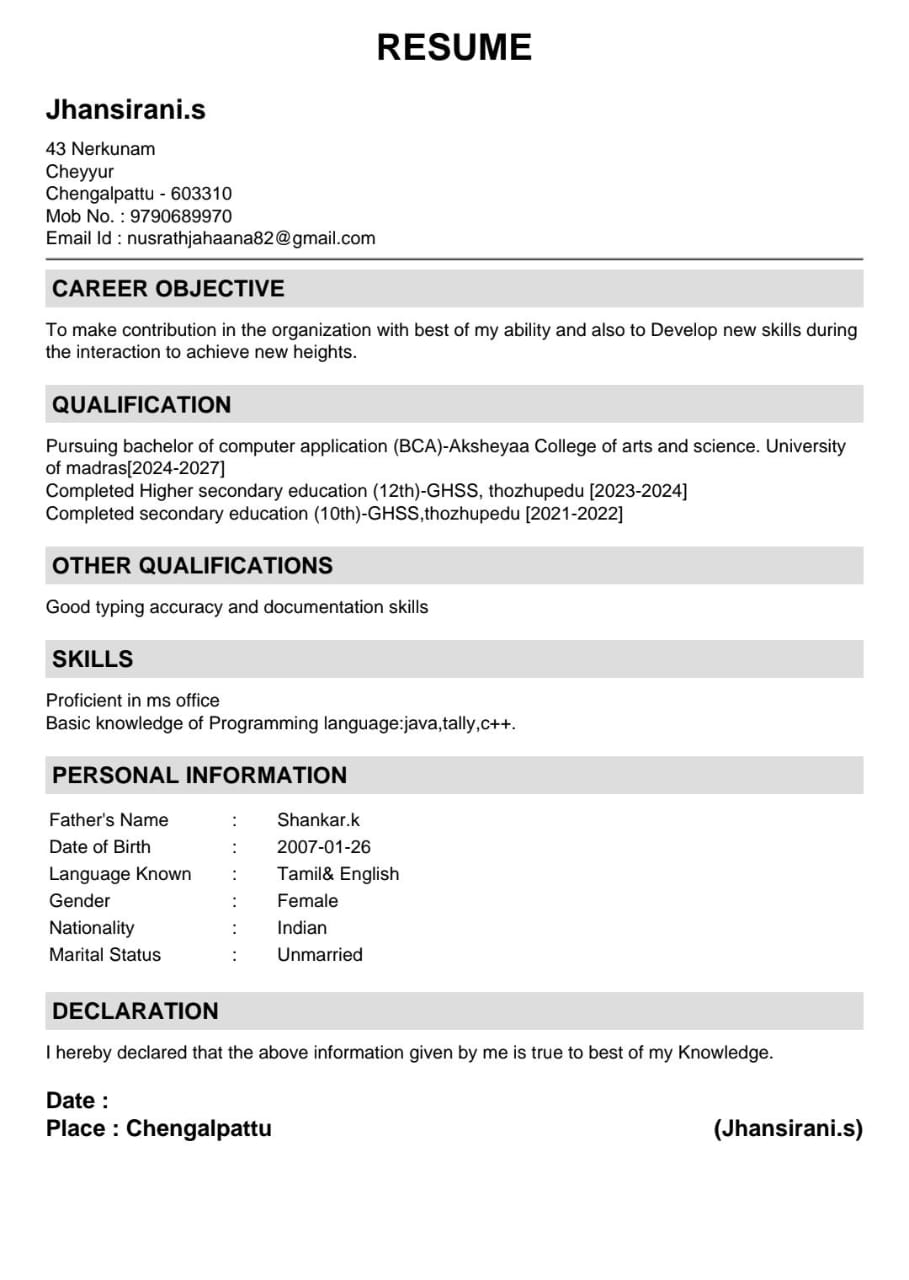 RESUME
Jhansirani.s
43 Nerkunam
Cheyyur
Chengalpattu - 603310
Mob No. : 9790689970
Email Id : nusrathjahaana82@gmail.com
CAREER OBJECTIVE
To make contribution in the organization with best of my ability and also to Develop new skills during
the interaction to achieve new heights.
QUALIFICATION
Pursuing bachelor of computer application (BCA)-Aksheyaa College of arts and science. University
of madras[2024-2027]
Completed Higher secondary education (12th)-GHSS, thozhupedu [2023-2024]
Completed secondary education (10th)-GHSS,thozhupedu [2021-2022]
OTHER QUALIFICATIONS
Good typing accuracy and documentation skills
SKILLS
Proficient in ms office
Basic knowledge of Programming language:java,tally,c++.
PERSONAL INFORMATION
Father's Name : Shankar.k
Date of Birth : 2007-01-26
Language Known : Tamil& English
Gender : Female
Nationality : Indian
Marital Status : Unmarried
DECLARATION
I hereby declared that the above information given by me is true to best of my Knowledge.
Date :
Place : Chengalpattu (Jhansirani.s)